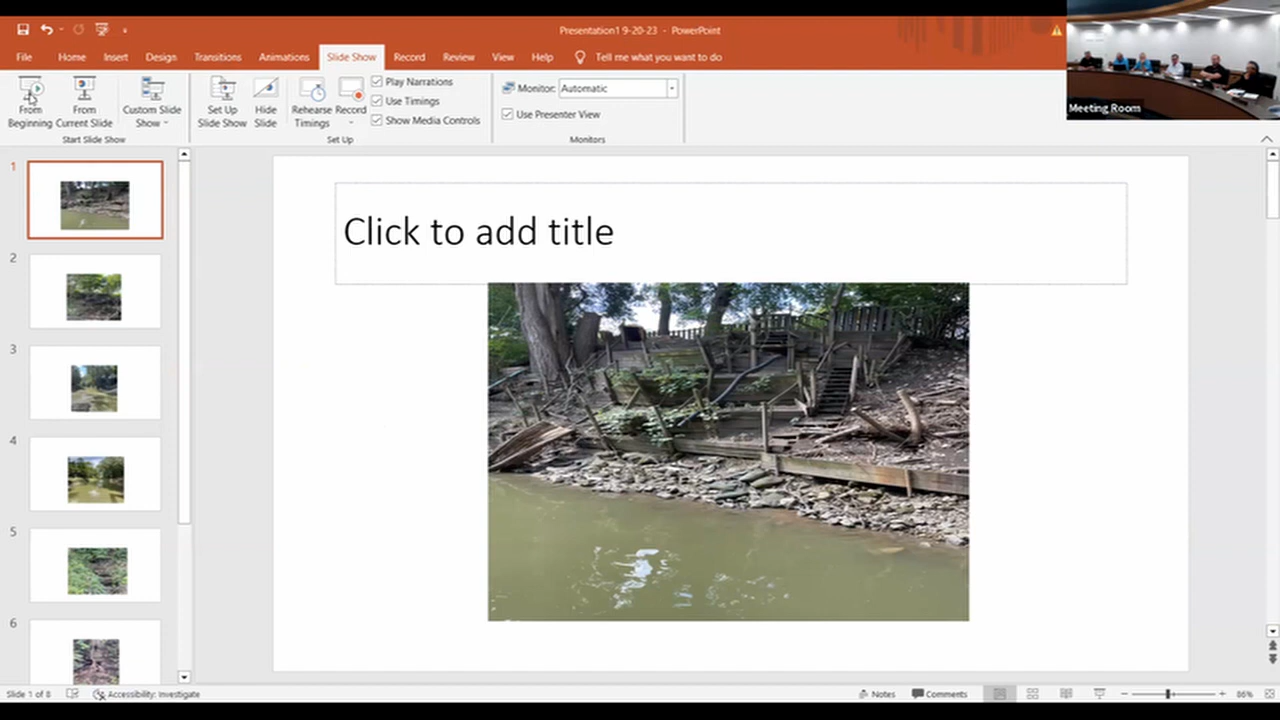 Presentation1 9-20-23 - PowerPoint
File Home Insert Design Transitions Animations Slide Show Record Review View Help Tell me what you want to do
From Beginning
From Current Slide
Custom Slide Show
Start Slide Show
Set Up Slide Show
Hide Slide
Rehearse Timings
Record
Play Narrations
Use Timings
Show Media Controls
Set Up
Monitor: Automatic
Use Presenter View
Monitors
Meeting Room
1
2
3
4
5
6
Click to add title
Slide 1 of 8 Accessibility: Investigate Notes Comments 86%